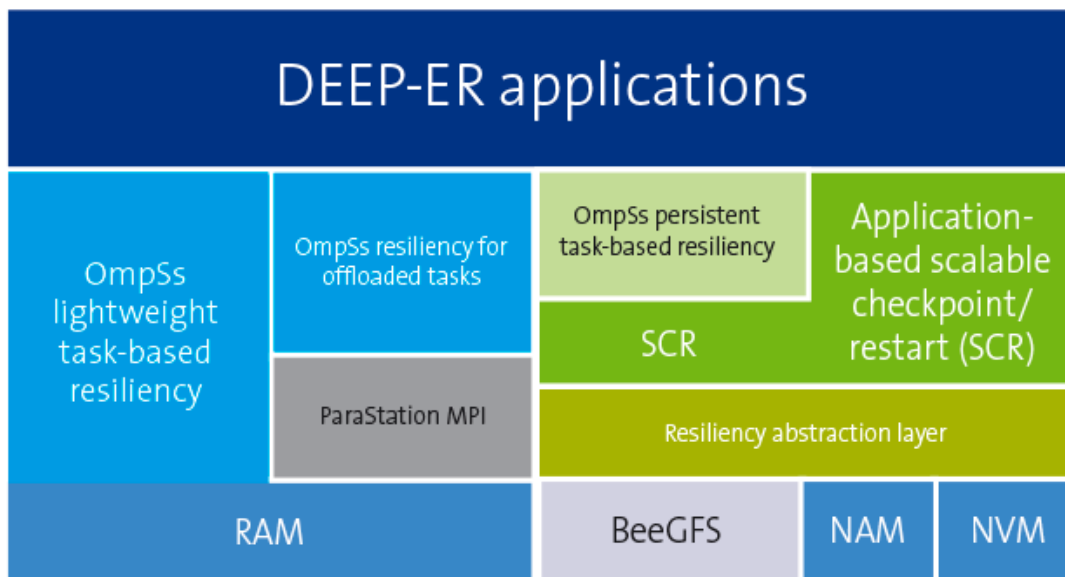 DEEP-ER applications
OmpSs
lightweight
task-based
resiliency
OmpSs resiliency for
offloaded tasks
ParaStation MPI
RAM
OmpSs persistent
task-based resiliency
SCR
Application-
based scalable
checkpoint/
restart (SCR)
Resiliency abstraction layer
BeeGFS
NAM
NVM